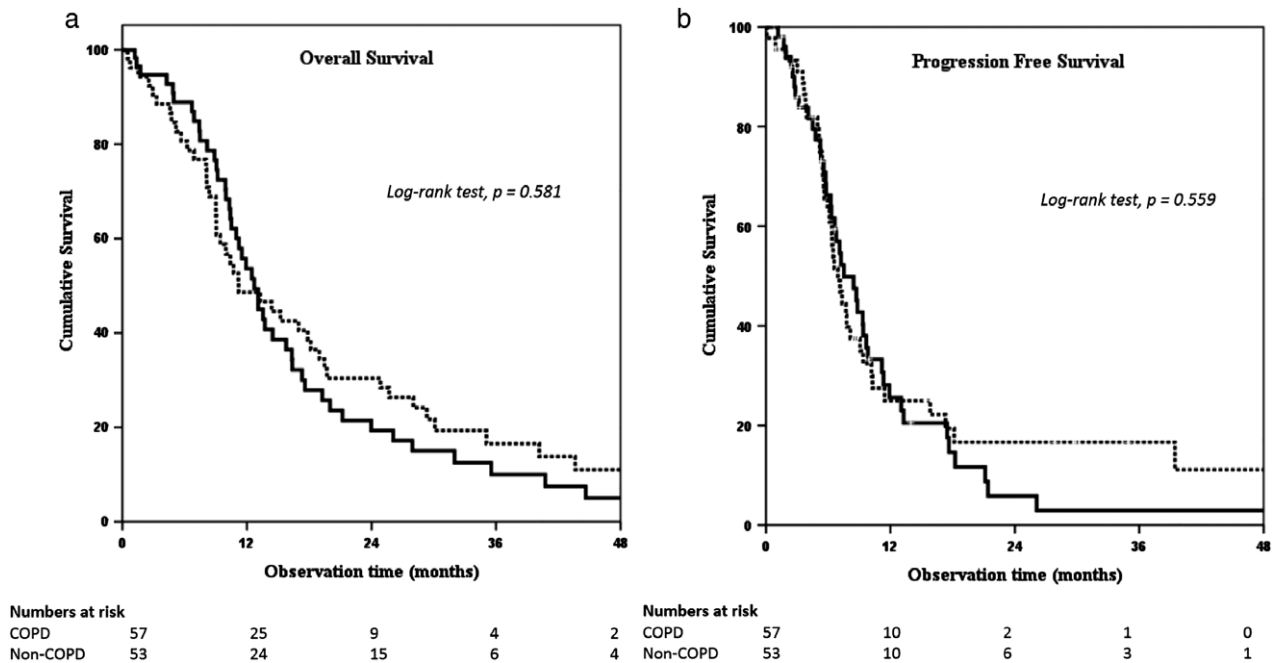 a
Overall Survival
Log-rank test, p = 0.581
Cumulative Survival
100
80
60
40
20
0
0 12 24 36 48
Observation time (months)
Numbers at risk
COPD 57 25 9 4 2
Non-COPD 53 24 15 6 4
b
Progression Free Survival
Log-rank test, p = 0.559
Cumulative Survival
100
80
60
40
20
0
0 12 24 36 48
Observation time (months)
Numbers at risk
COPD 57 10 2 1 0
Non-COPD 53 10 6 3 1